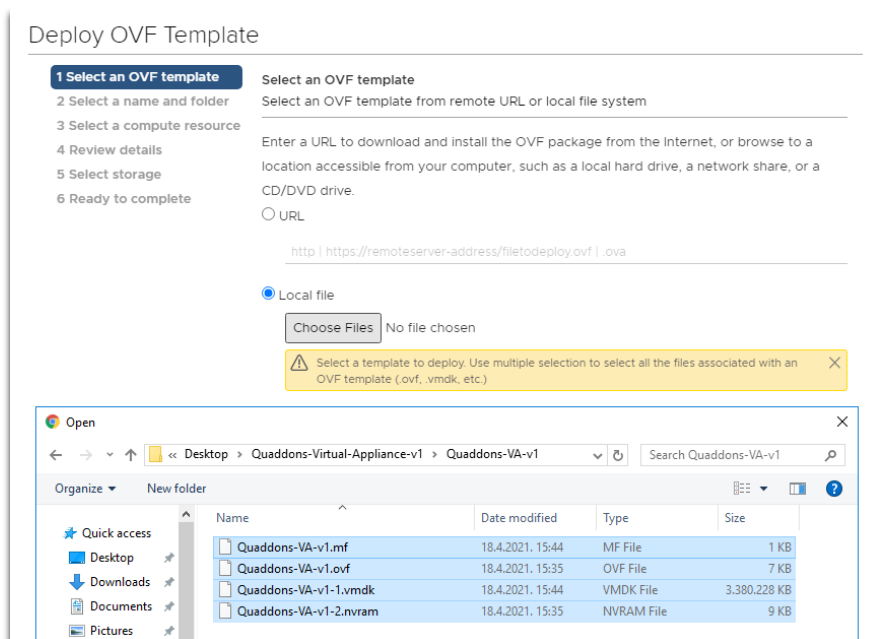 Deploy OVF Template
1 Select an OVF template
2 Select a name and folder
3 Select a compute resource
4 Review details
5 Select storage
6 Ready to complete
Select an OVF template
Select an OVF template from remote URL or local file system
Enter a URL to download and install the OVF package from the Internet, or browse to a
location accessible from your computer, such as a local hard drive, a network share, or a
CD/DVD drive.
URL
http | https://remoteserver-address/filetodeploy.ovf | .ova
Local file
Choose Files No file chosen
Select a template to deploy. Use multiple selection to select all the files associated with an
OVF template (.ovf, .vmdk, etc.)
Open
« Desktop > Quaddons-Virtual-Appliance-v1 > Quaddons-VA-v1
Search Quaddons-VA-v1
Organize New folder
Quick access
Desktop
Downloads
Documents
Pictures
Name Date modified Type Size
Quaddons-VA-v1.mf 18.4.2021. 15:44 MF File 1 KB
Quaddons-VA-v1.ovf 18.4.2021. 15:35 OVF File 7 KB
Quaddons-VA-v1-1.vmdk 18.4.2021. 15:44 VMDK File 3.380.228 KB
Quaddons-VA-v1-2.nvram 18.4.2021. 15:35 NVRAM File 9 KB